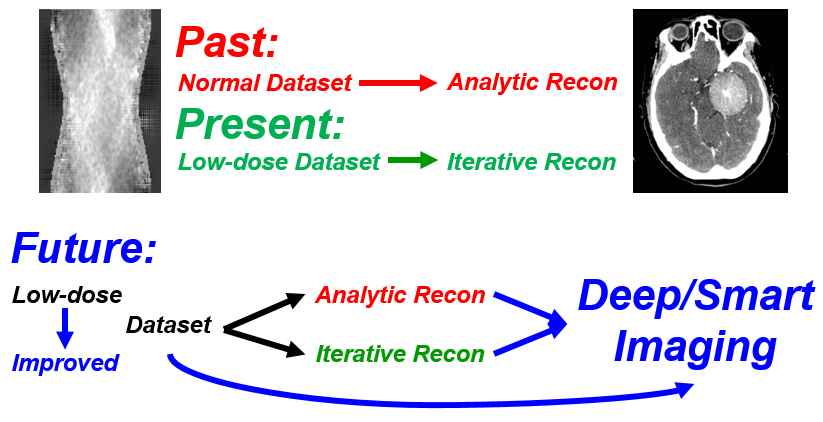 Past:
Normal Dataset Analytic Recon
Present:
Low-dose Dataset Iterative Recon
Future:
Low-dose
Improved
Dataset
Analytic Recon
Iterative Recon
Deep/Smart
Imaging